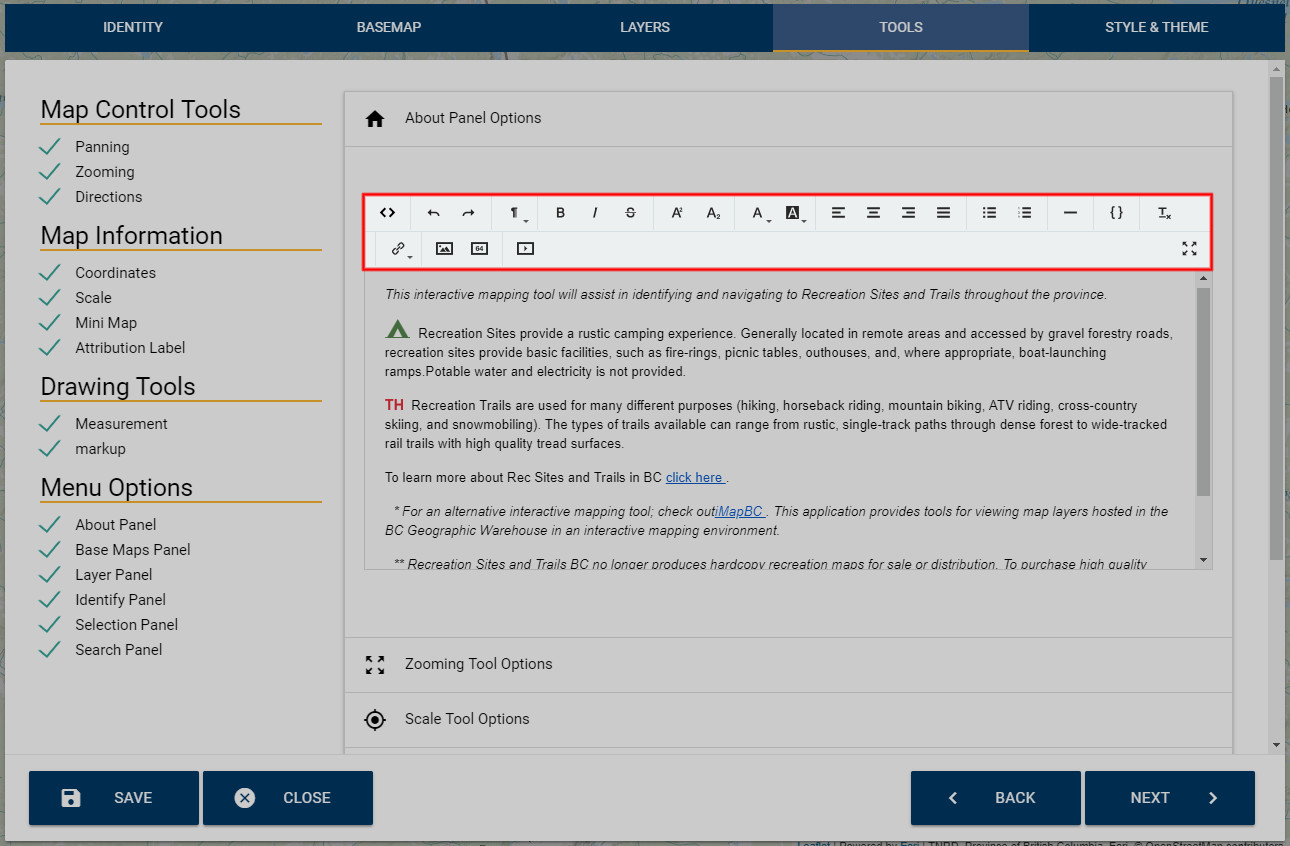 IDENTITY
BASEMAP
LAYERS
TOOLS
STYLE & THEME
Map Control Tools
Panning
Zooming
Directions
Map Information
Coordinates
Scale
Mini Map
Attribution Label
Drawing Tools
Measurement
markup
Menu Options
About Panel
Base Maps Panel
Layer Panel
Identify Panel
Selection Panel
Search Panel
About Panel Options
This interactive mapping tool will assist in identifying and navigating to Recreation Sites and Trails throughout the province.
Recreation Sites provide a rustic camping experience. Generally located in remote areas and accessed by gravel forestry roads,
recreation sites provide basic facilities, such as fire-rings, picnic tables, outhouses, and, where appropriate, boat-launching
ramps.Potable water and electricity is not provided.
TH Recreation Trails are used for many different purposes (hiking, horseback riding, mountain biking, ATV riding, cross-country
skiing, and snowmobiling). The types of trails available can range from rustic, single-track paths through dense forest to wide-tracked
rail trails with high quality tread surfaces.
To learn more about Rec Sites and Trails in BC click here .
* For an alternative interactive mapping tool; check outiMapBC . This application provides tools for viewing map layers hosted in the
BC Geographic Warehouse in an interactive mapping environment.
** Recreation Sites and Trails BC no longer produces hardcopy recreation maps for sale or distribution. To purchase high quality
Zooming Tool Options
Scale Tool Options
SAVE
CLOSE
BACK
NEXT
Leaflet | Powered by Esri | TNRD, Province of British Columbia, Esri, © OpenStreetMap contributors